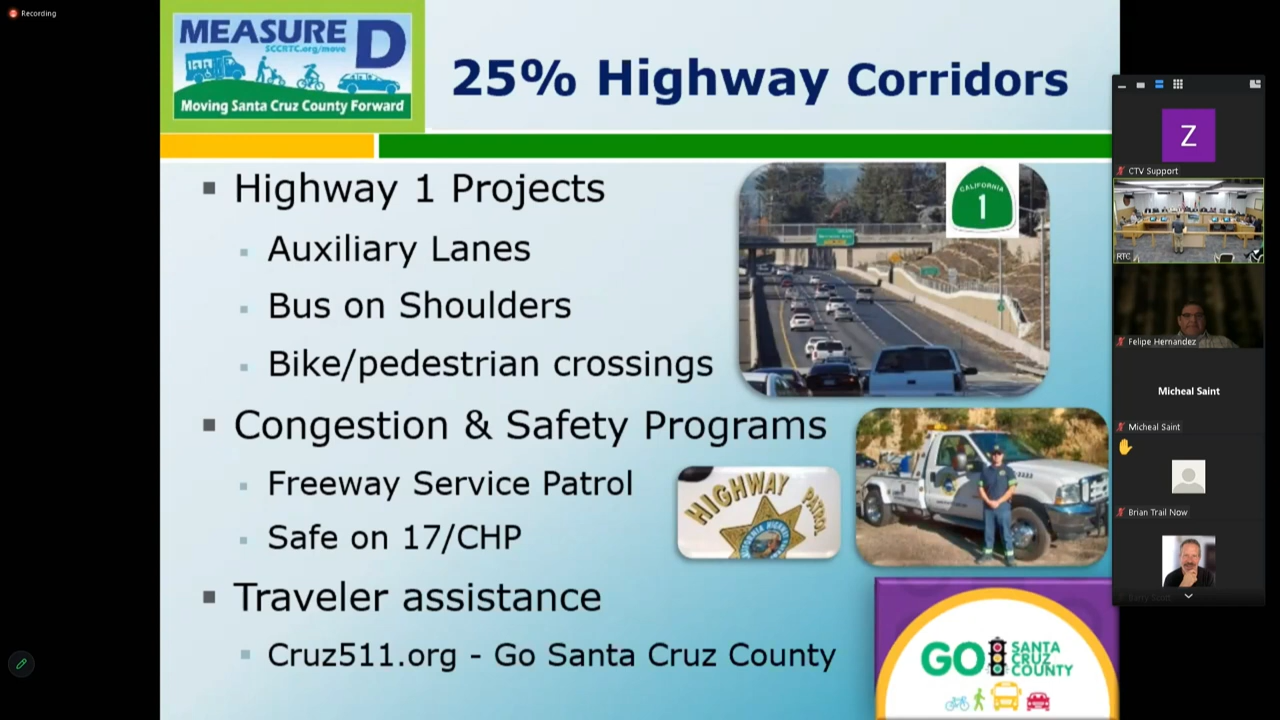 Recording
MEASURE D
SCCRTC.org/move
Moving Santa Cruz County Forward
25% Highway Corridors
Highway 1 Projects
Auxiliary Lanes
Bus on Shoulders
Bike/pedestrian crossings
CALIFORNIA
1
Congestion & Safety Programs
Freeway Service Patrol
Safe on 17/CHP
HIGHWAY PATROL
Traveler assistance
Cruz511.org - Go Santa Cruz County
GO SANTA
CRUZ
COUNTY
Z
CTV Support
RTC
Felipe Hernandez
Micheal Saint
Micheal Saint
Brian Trail Now
Barry Scott